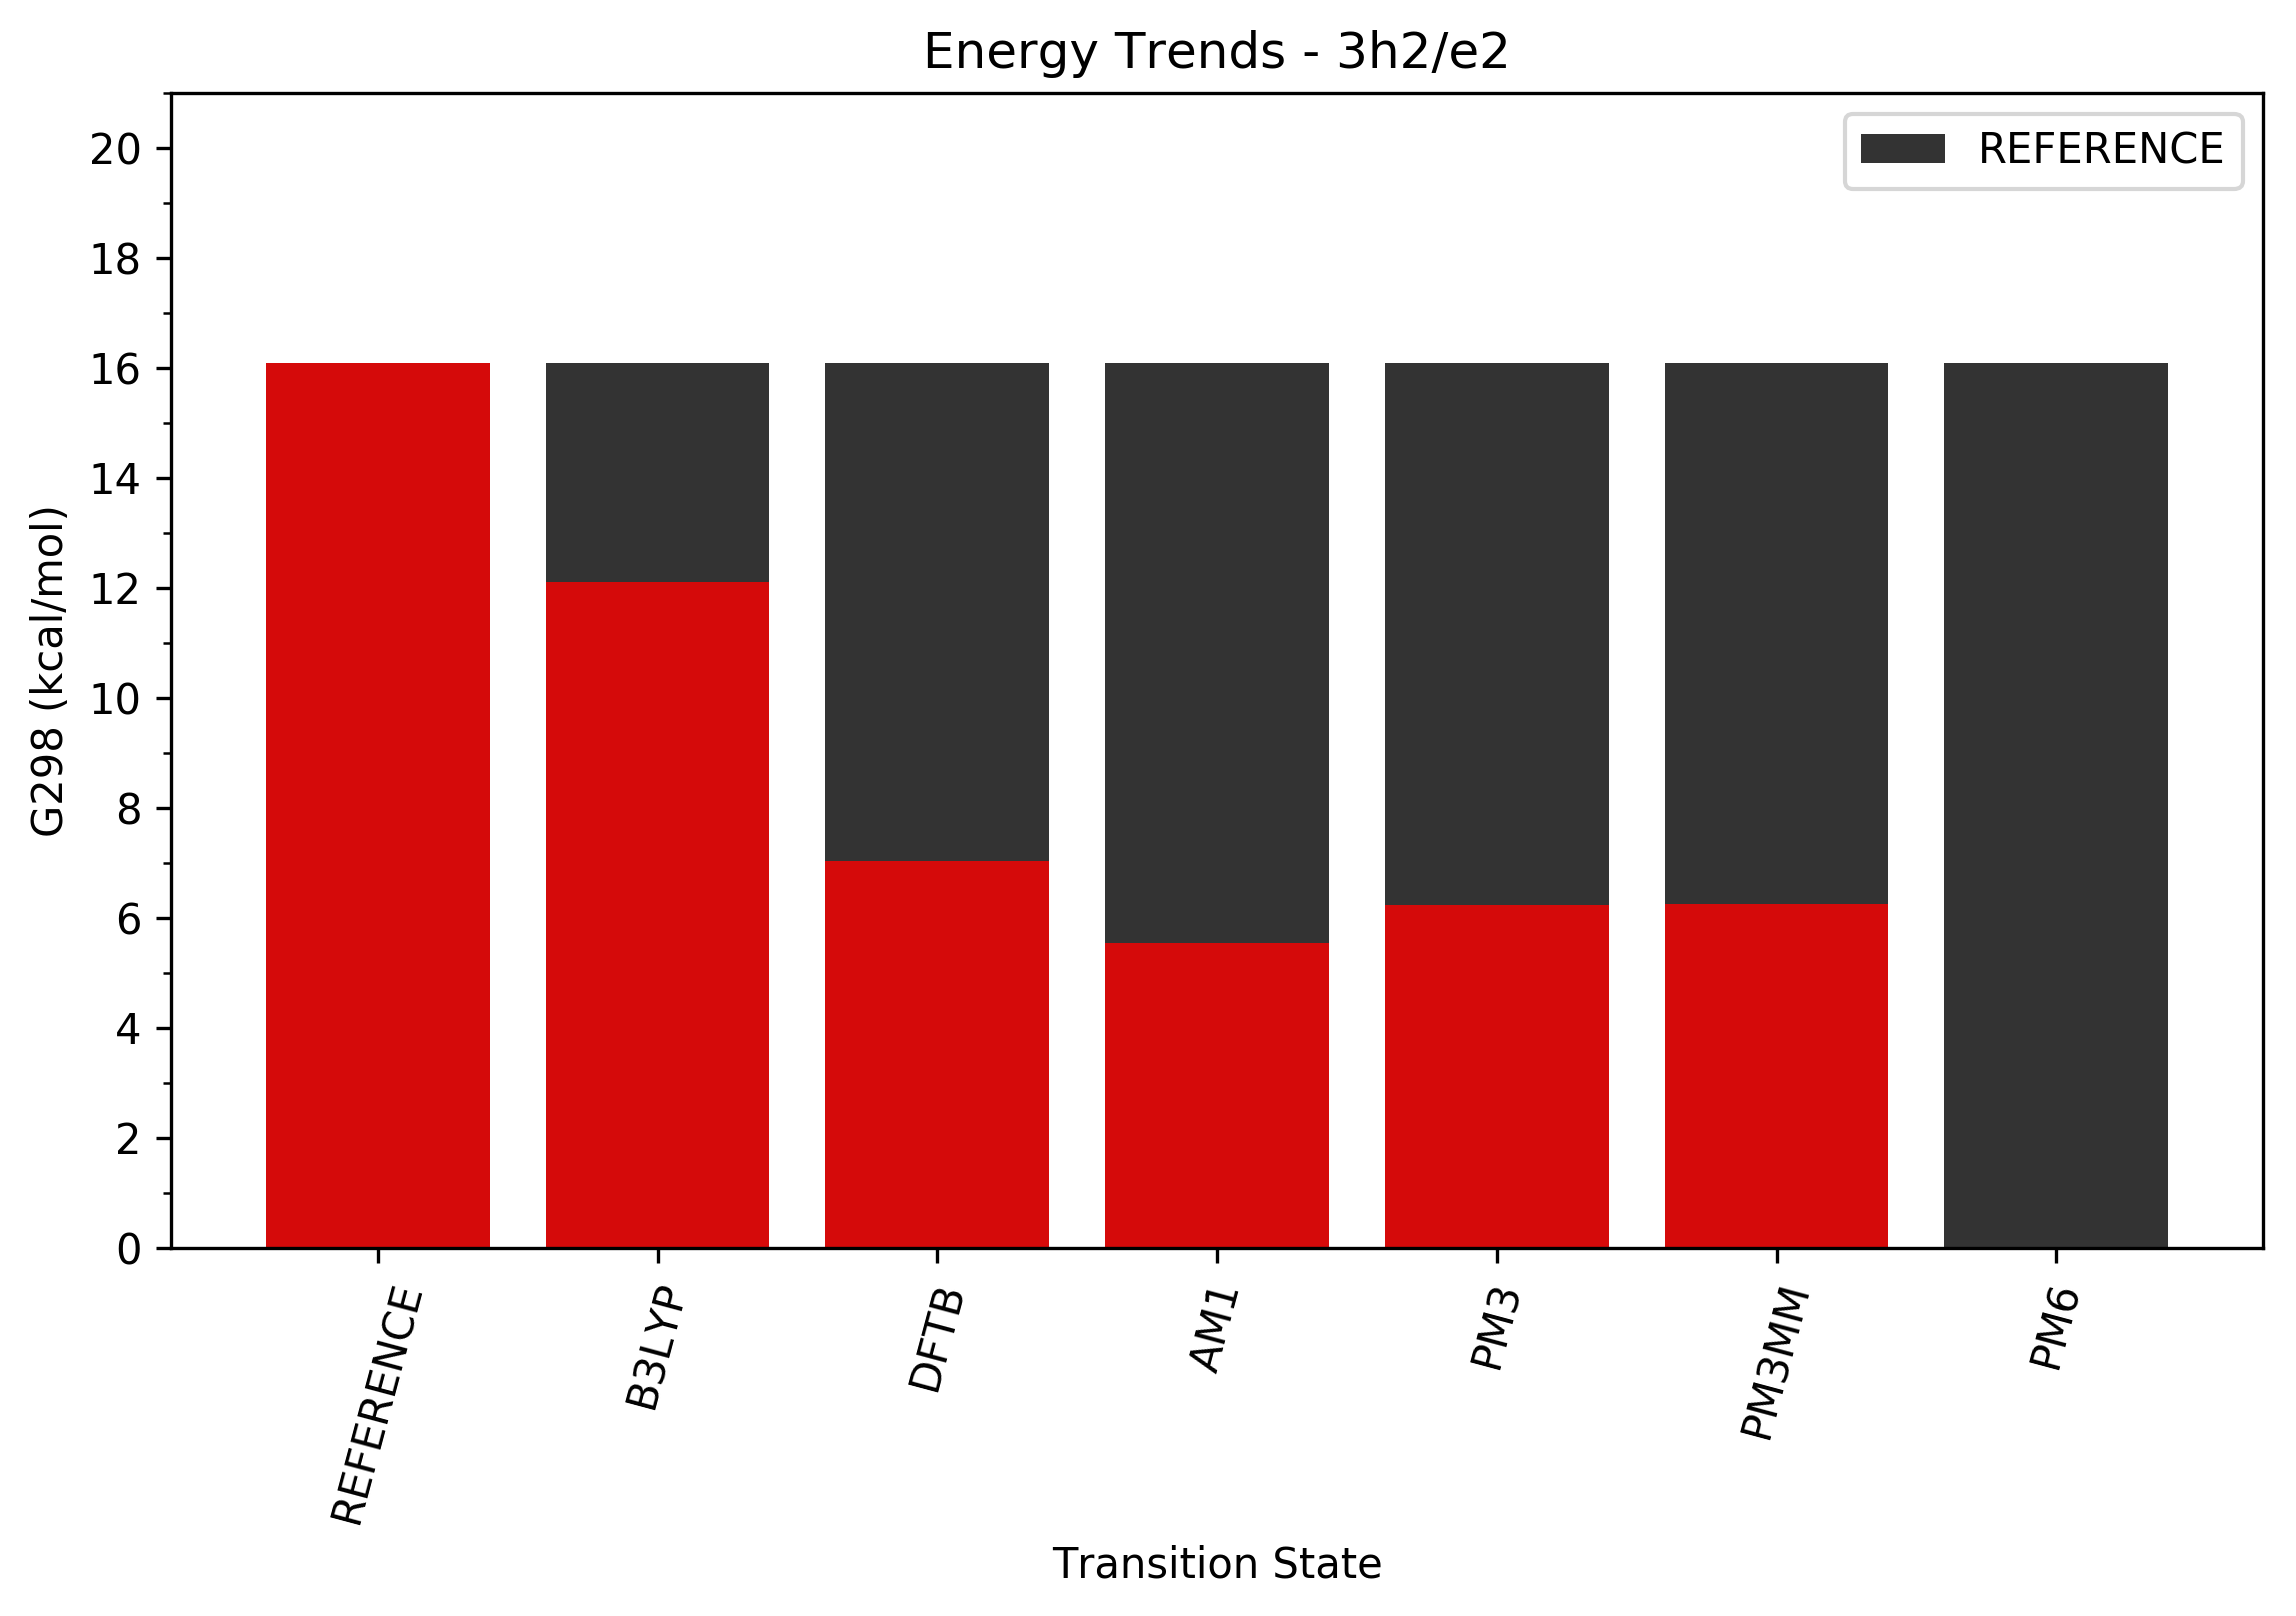 Energy Trends - 3h2/e2
REFERENCE
20
18
16
14
12
10
8
6
4
2
0
G298 (kcal/mol)
REFERENCE
B3LYP
DFTB
AM1
PM3
PM3MM
PM6
Transition State